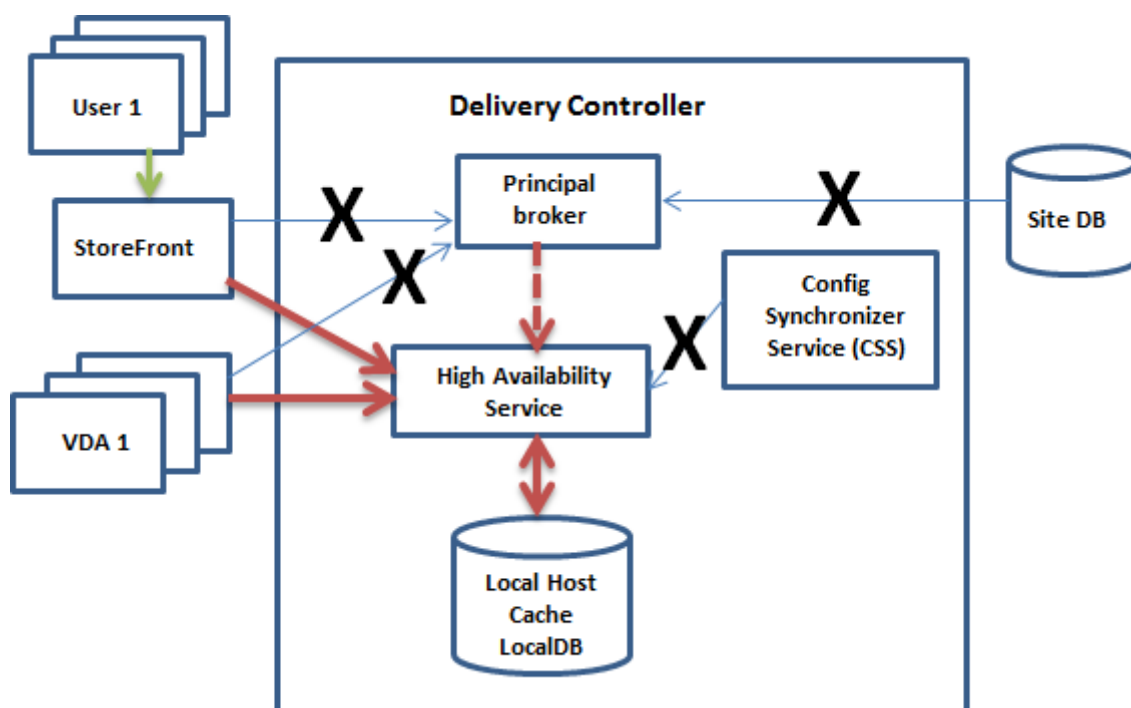 User 1
Delivery Controller
Principal
broker
X
X
X
Site DB
StoreFront
Config
Synchronizer
Service (CSS)
X
High Availability
Service
VDA 1
Local Host
Cache
LocalDB